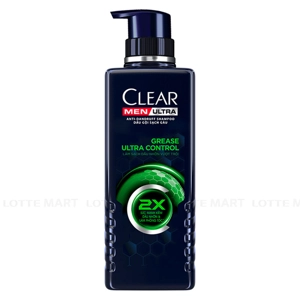 CLEAR
MEN ULTRA
ANTI-DANDRUFF SHAMPOO
DẦU GỘI SẠCH GÀU
GREASE
ULTRA CONTROL
2X
LOTTE MART